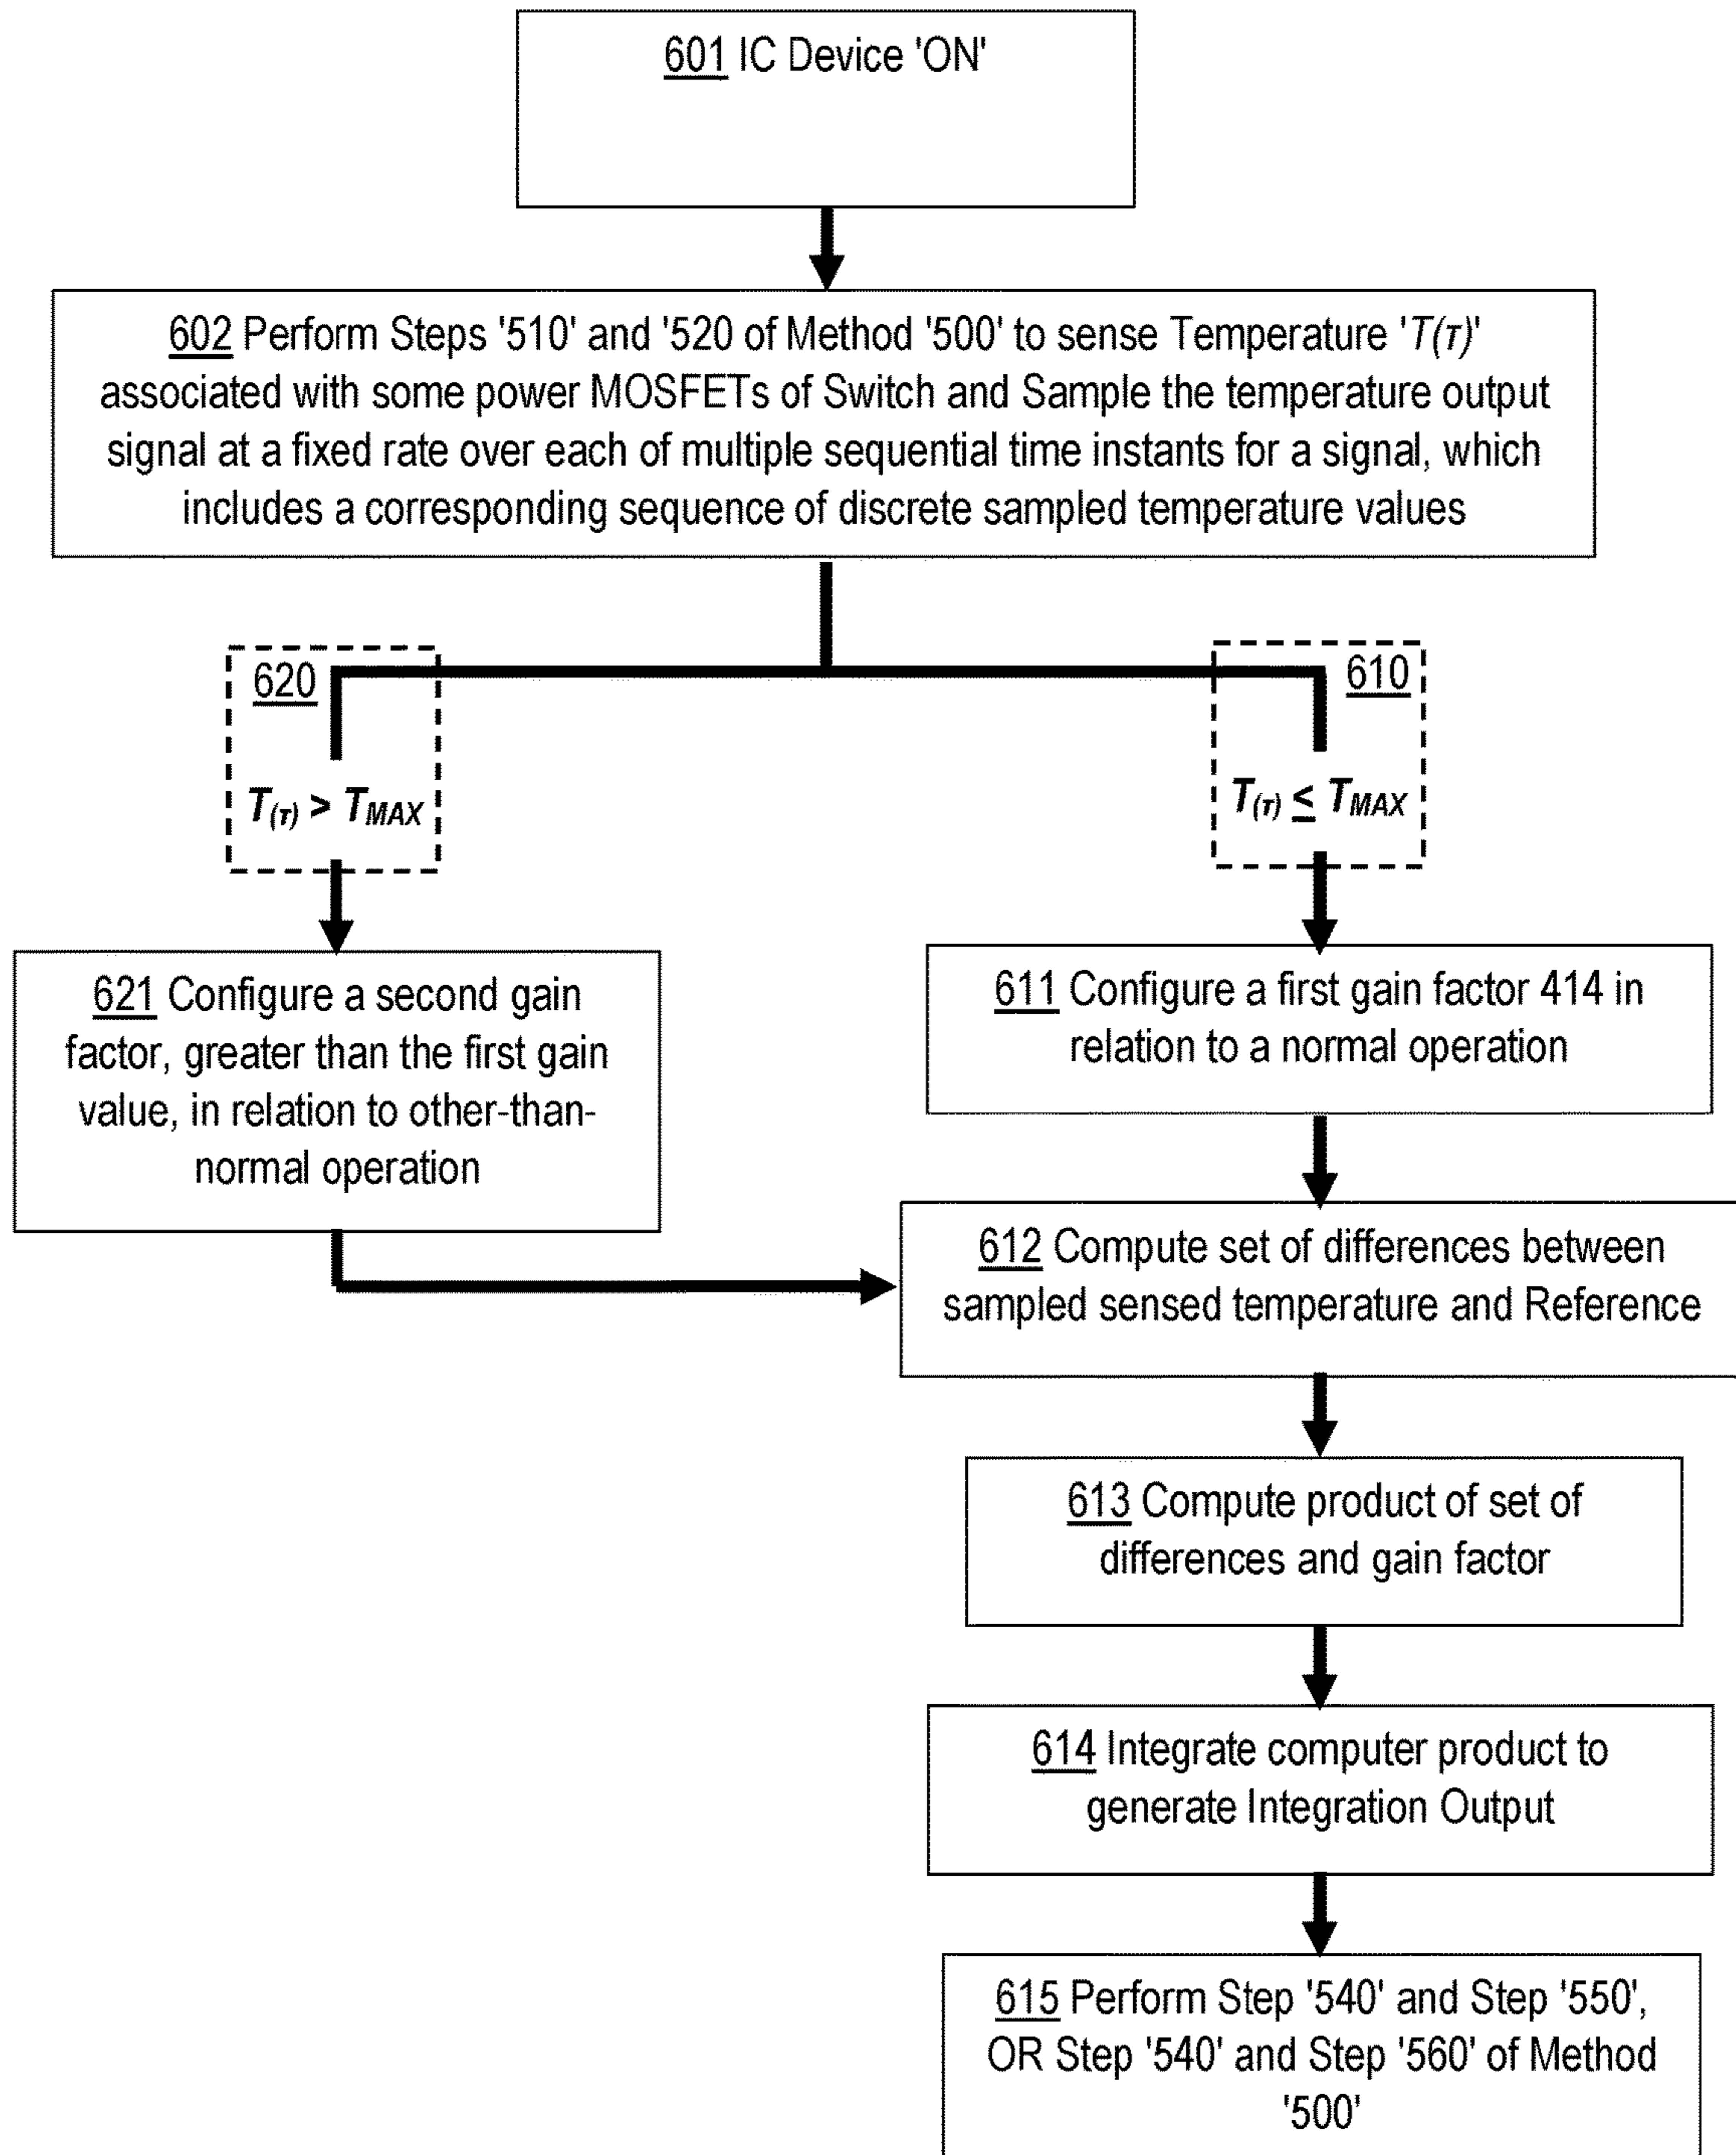 601 IC Device 'ON'
602 Perform Steps '510' and '520 of Method '500' to sense Temperature 'T(τ)'
associated with some power MOSFETs of Switch and Sample the temperature output
signal at a fixed rate over each of multiple sequential time instants for a signal, which
includes a corresponding sequence of discrete sampled temperature values
620
T(τ) > TMAX
610
T(τ) ≤ TMAX
621 Configure a second gain
factor, greater than the first gain
value, in relation to other-than-
normal operation
611 Configure a first gain factor 414 in
relation to a normal operation
612 Compute set of differences between
sampled sensed temperature and Reference
613 Compute product of set of
differences and gain factor
614 Integrate computer product to
generate Integration Output
615 Perform Step '540' and Step '550',
OR Step '540' and Step '560' of Method
'500'